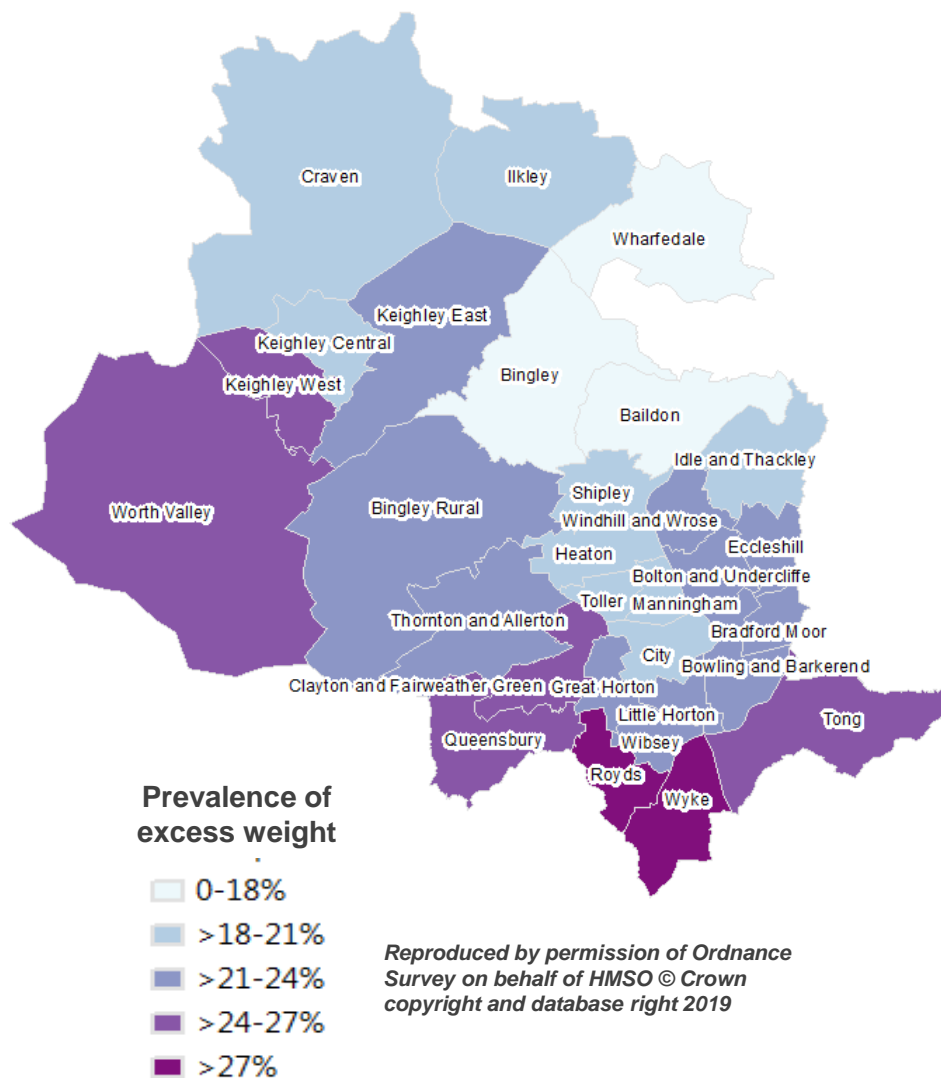 Craven
Ilkley
Wharfedale
Keighley East
Keighley Central
Bingley
Keighley West
Baildon
Idle and Thackley
Shipley
Worth Valley
Bingley Rural
Windhill and Wrose
Eccleshill
Heaton
Bolton and Undercliffe
Toller
Manningham
Thornton and Allerton
Bradford Moor
City
Bowling and Barkerend
Clayton and Fairweather Green
Great Horton
Little Horton
Tong
Queensbury
Wibsey
Royds
Wyke
Prevalence of
excess weight
0-18%
>18-21%
>21-24%
>24-27%
>27%
Reproduced by permission of Ordnance
Survey on behalf of HMSO © Crown
copyright and database right 2019